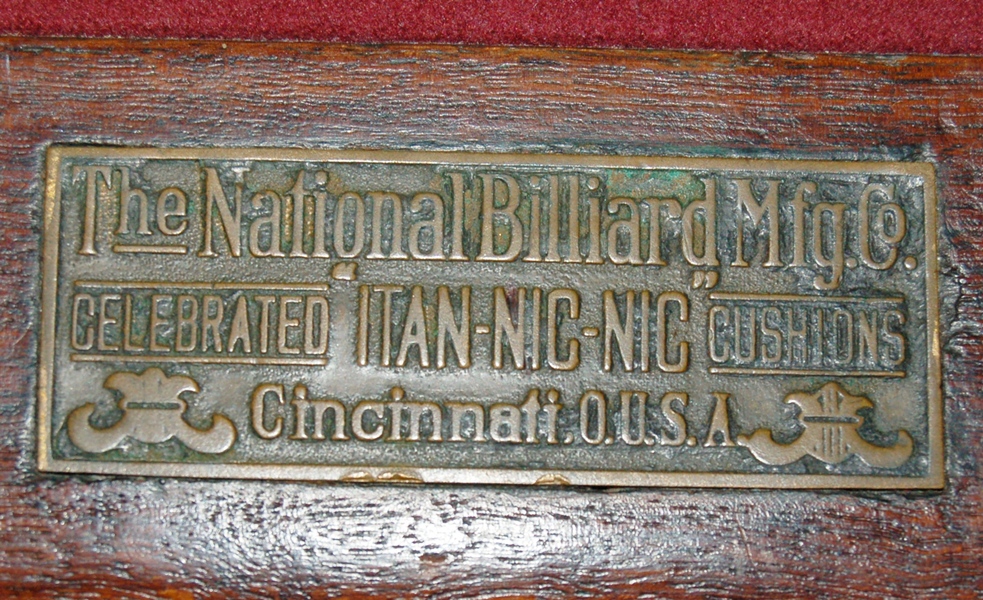 The National Billiard Mfg. Co.
CELEBRATED "ITAN-NIC-NIC" CUSHIONS
Cincinnati. O. U. S. A.